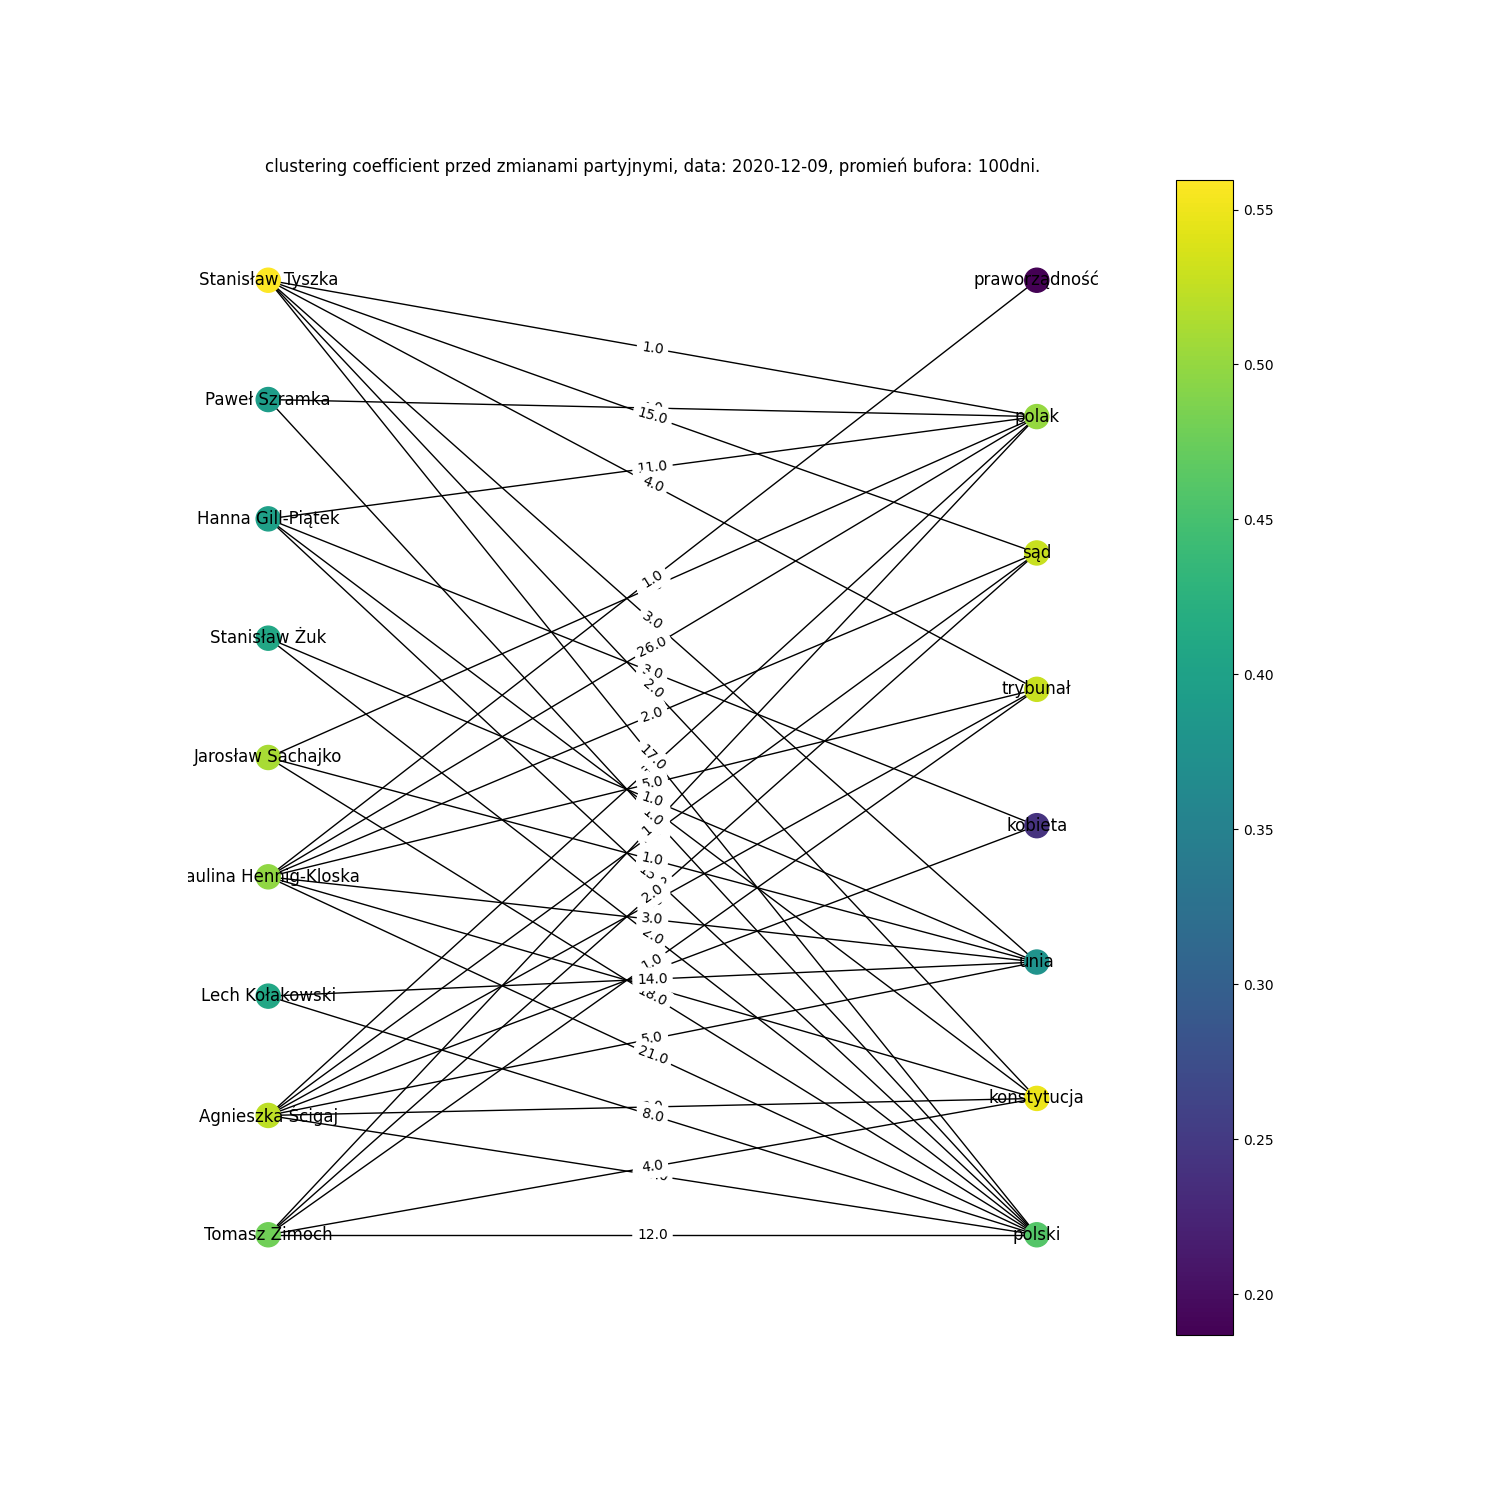 clustering coefficient przed zmianami partyjnymi, data: 2020-12-09, promień bufora: 100dni.
Stanisław Tyszka
Paweł Szramka
Hanna Gill-Piątek
Stanisław Żuk
Jarosław Sachajko
aulina Hennig-Kloska
Lech Kołakowski
Agnieszka Ścigaj
Tomasz Zimoch
1.0
15.0
11.0
4.0
1.0
3.0
26.0
3.0
2.0
2.0
17.0
5.0
1.0
1.0
2.0
3.0
2.0
1.0
14.0
18.0
5.0
21.0
8.0
4.0
12.0
praworządność
polak
sąd
trybunał
kobieta
unia
konstytucja
polski
0.55
0.50
0.45
0.40
0.35
0.30
0.25
0.20